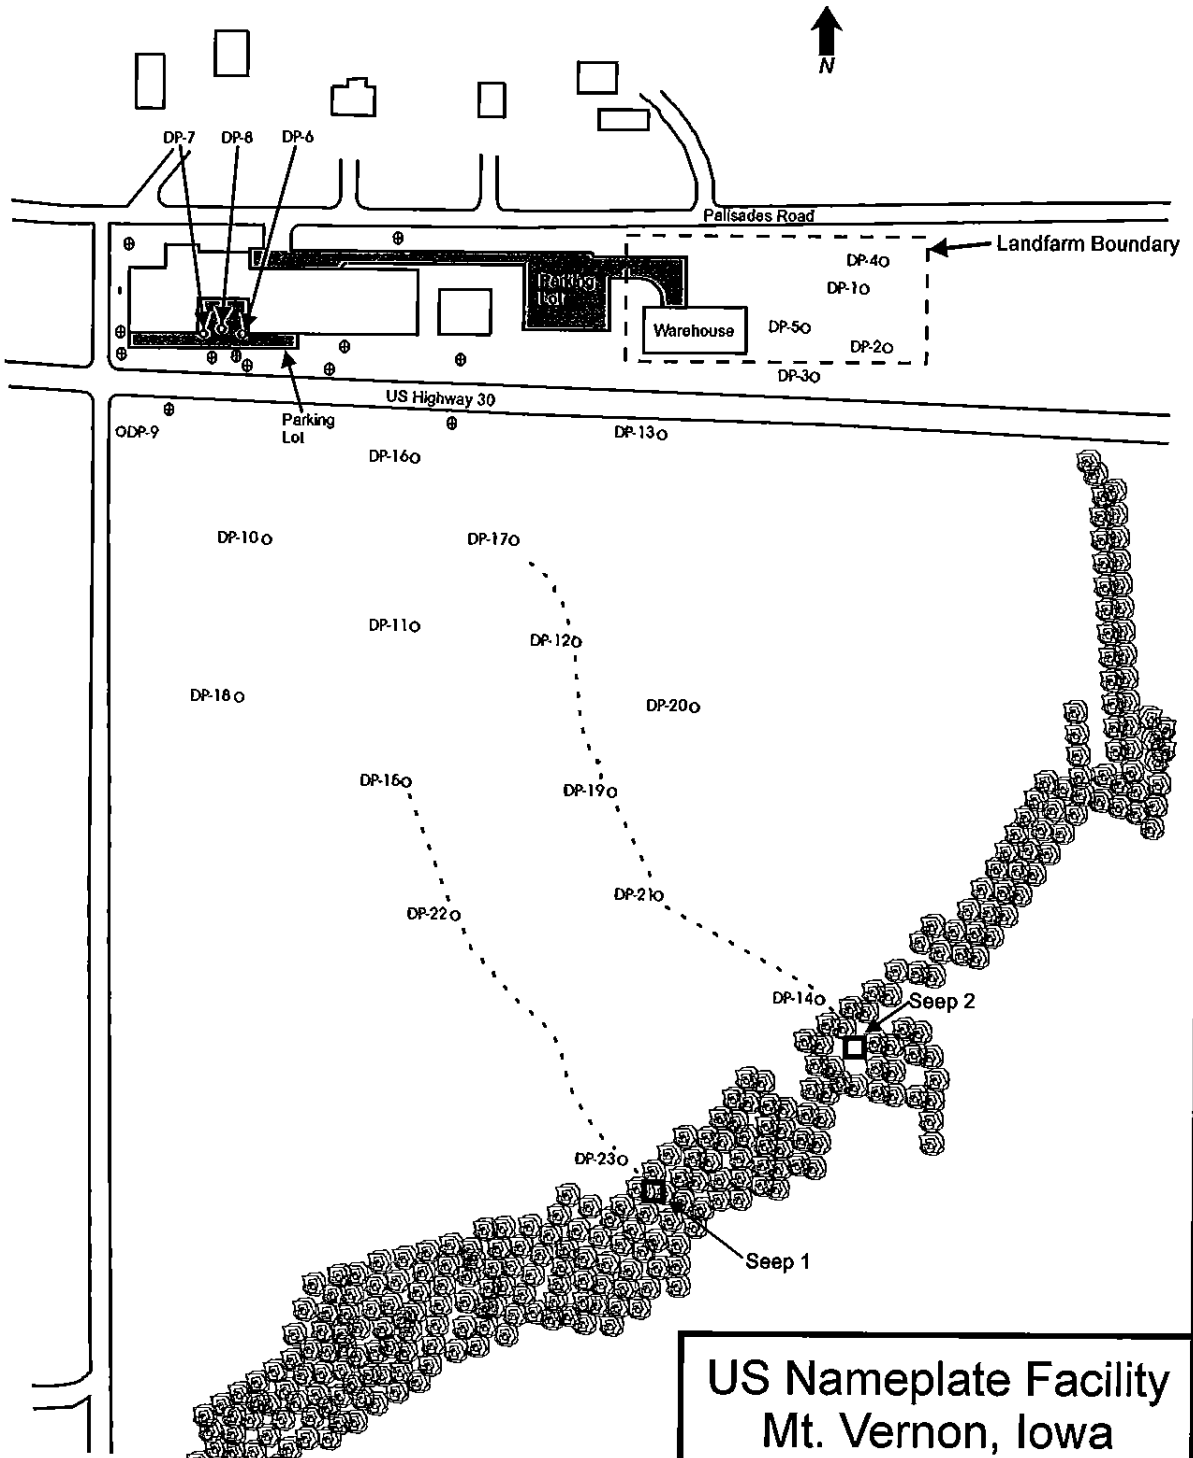 N
DP-7 DP-8 DP-6
Palisades Road
Landfarm Boundary
DP-4
DP-1
Parking
Lot
Warehouse
DP-5
DP-2
DP-3
US Highway 30
Parking
Lot
DP-9
DP-13
DP-16
DP-10
DP-17
DP-11
DP-12
DP-18
DP-20
DP-15
DP-19
DP-21
DP-22
DP-14
Seep 2
DP-23
Seep 1
US Nameplate Facility
Mt. Vernon, Iowa